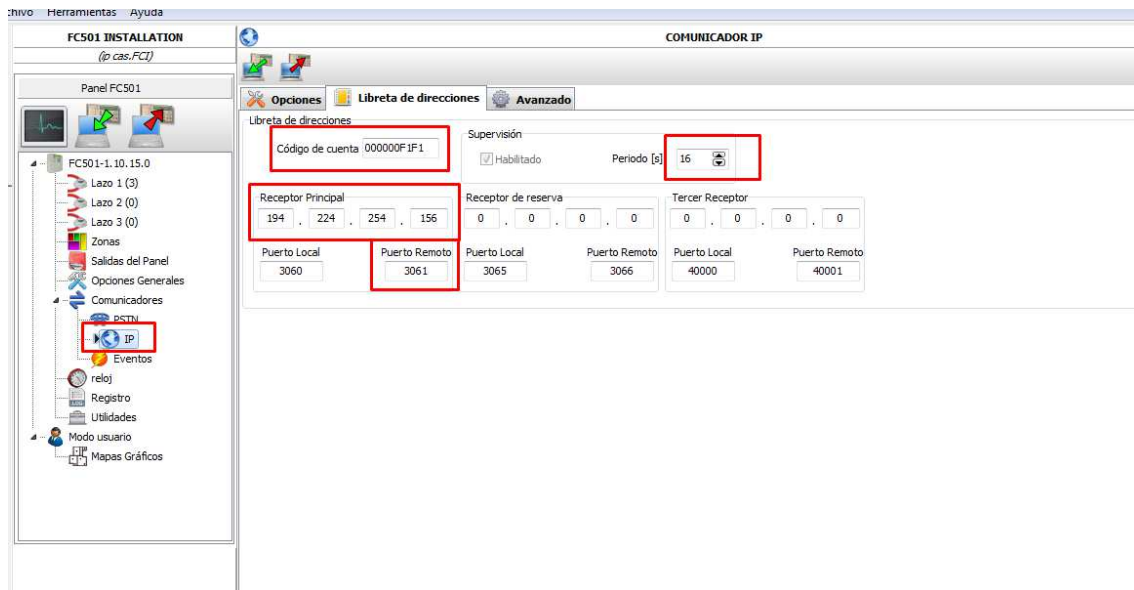 chivo Herramientas Ayuda
FC501 INSTALLATION
(ip cas.FCI)
Panel FC501
FC501-1.10.15.0
Lazo 1 (3)
Lazo 2 (0)
Lazo 3 (0)
Zonas
Salidas del Panel
Opciones Generales
Comunicadores
PSTN
IP
Eventos
reloj
Registro
Utilidades
Modo usuario
Mapas Gráficos
COMUNICADOR IP
Opciones Libreta de direcciones Avanzado
Libreta de direcciones
Código de cuenta 000000F1F1
Supervisión
Habilitado Periodo [s] 16
Receptor Principal Receptor de reserva Tercer Receptor
194 . 224 . 254 . 156 0 . 0 . 0 . 0 0 . 0 . 0 . 0
Puerto Local Puerto Remoto Puerto Local Puerto Remoto Puerto Local Puerto Remoto
3060 3061 3065 3066 40000 40001